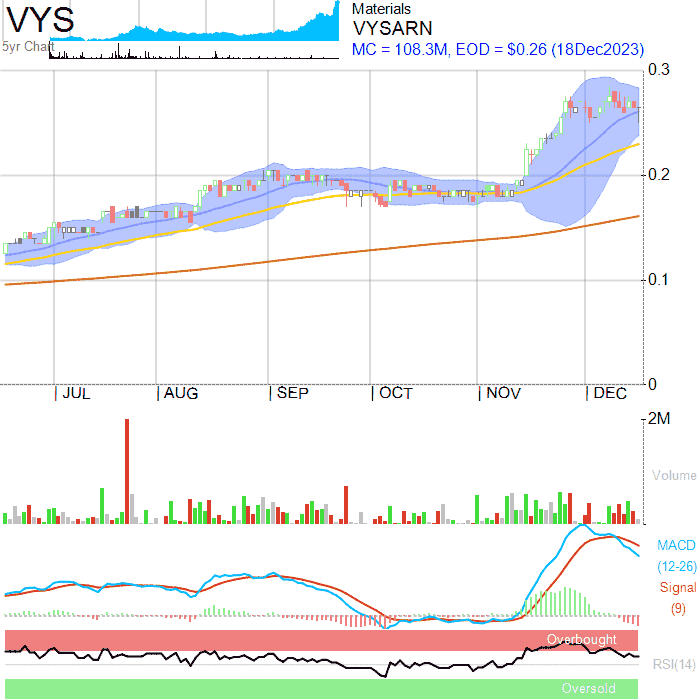 VYS
5yr Chart
Materials
VYSARN
MC = 108.3M, EOD = $0.26 (18Dec2023)
0.3
0.2
0.1
0
JUL AUG SEP OCT NOV DEC
2M
Volume
MACD
(12-26)
Signal
(9)
Overbought
RSI(14)
Oversold